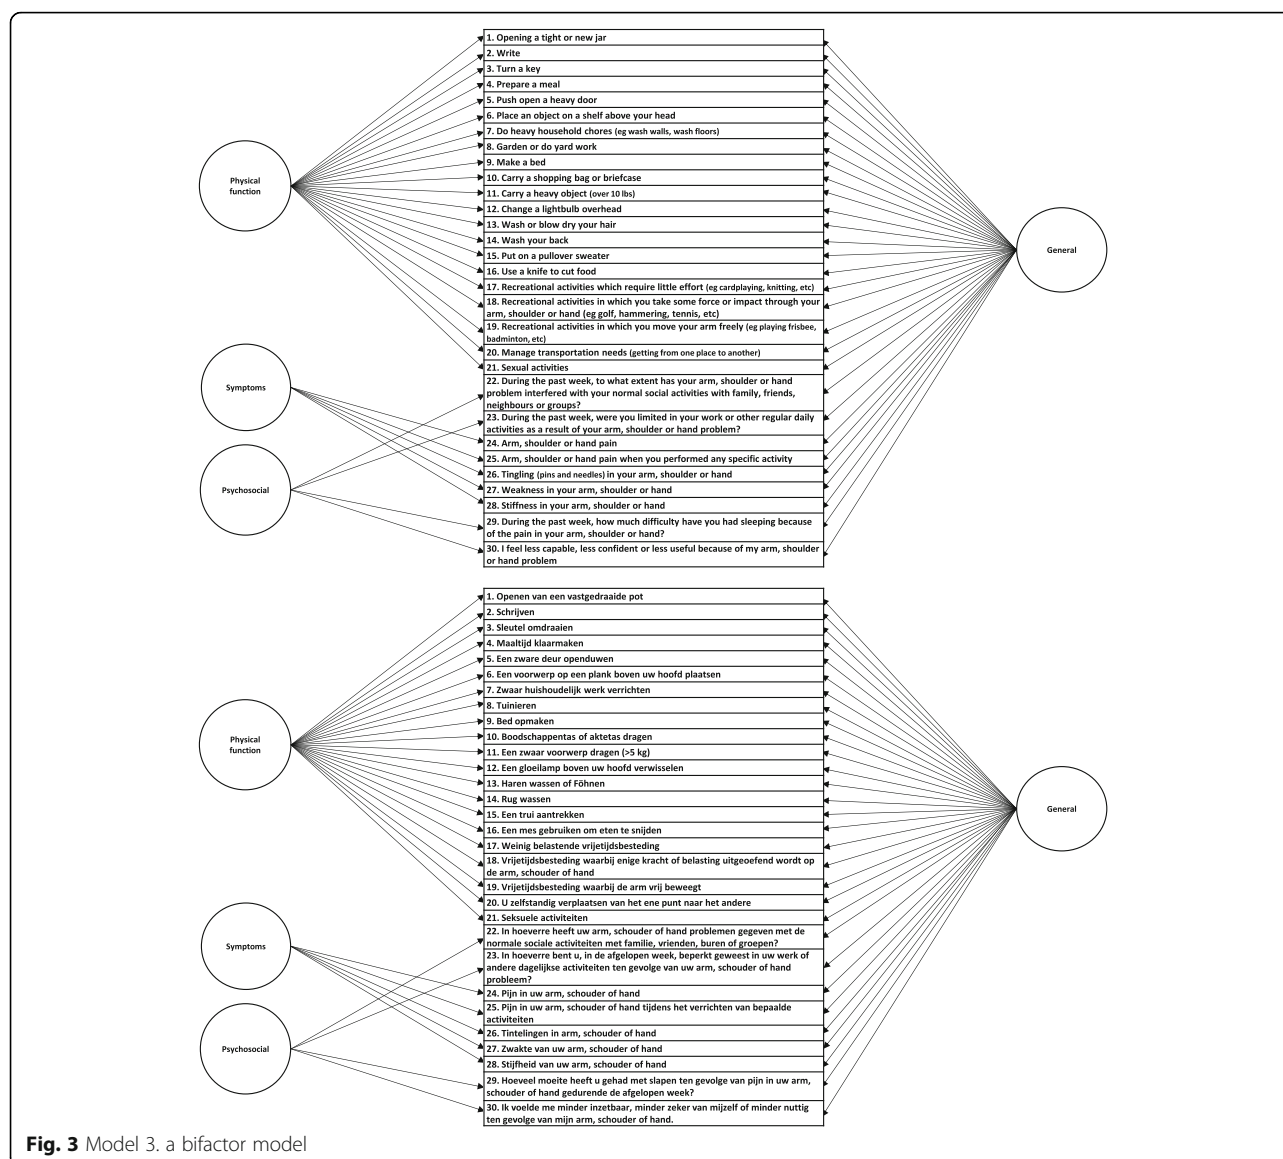 1. Opening a tight or new jar
2. Write
3. Turn a key
4. Prepare a meal
5. Push open a heavy door
6. Place an object on a shelf above your head
7. Do heavy household chores (eg wash walls, wash floors)
8. Garden or do yard work
9. Make a bed
10. Carry a shopping bag or briefcase
11. Carry a heavy object (over 10 lbs)
12. Change a lightbulb overhead
13. Wash or blow dry your hair
14. Wash your back
15. Put on a pullover sweater
16. Use a knife to cut food
17. Recreational activities which require little effort (eg cardplaying, knitting, etc)
18. Recreational activities in which you take some force or impact through your
arm, shoulder or hand (eg golf, hammering, tennis, etc)
19. Recreational activities in which you move your arm freely (eg playing frisbee,
badminton, etc)
20. Manage transportation needs (getting from one place to another)
21. Sexual activities
22. During the past week, to what extent has your arm, shoulder or hand
problem interfered with your normal social activities with family, friends,
neighbours or groups?
23. During the past week, were you limited in your work or other regular daily
activities as a result of your arm, shoulder or hand problem?
24. Arm, shoulder or hand pain
25. Arm, shoulder or hand pain when you performed any specific activity
26. Tingling (pins and needles) in your arm, shoulder or hand
27. Weakness in your arm, shoulder or hand
28. Stiffness in your arm, shoulder or hand
29. During the past week, how much difficulty have you had sleeping because
of the pain in your arm, shoulder or hand?
30. I feel less capable, less confident or less useful because of my arm, shoulder
or hand problem
Physical
function
Symptoms
Psychosocial
General
1. Openen van een vastgedraaide pot
2. Schrijven
3. Sleutel omdraaien
4. Maaltijd klaarmaken
5. Een zware deur openduwen
6. Een voorwerp op een plank boven uw hoofd plaatsen
7. Zwaar huishoudelijk werk verrichten
8. Tuinieren
9. Bed opmaken
10. Boodschappentas of aktetas dragen
11. Een zwaar voorwerp dragen (>5 kg)
12. Een gloeilamp boven uw hoofd verwisselen
13. Haren wassen of Föhnen
14. Rug wassen
15. Een trui aantrekken
16. Een mes gebruiken om eten te snijden
17. Weinig belastende vrijetijdsbesteding
18. Vrijetijdsbesteding waarbij enige kracht of belasting uitgeoefend wordt op
de arm, schouder of hand
19. Vrijetijdsbesteding waarbij de arm vrij beweegt
20. U zelfstandig verplaatsen van het ene punt naar het andere
21. Seksuele activiteiten
22. In hoeverre heeft uw arm, schouder of hand problemen gegeven met de
normale sociale activiteiten met familie, vrienden, buren of groepen?
23. In hoeverre bent u, in de afgelopen week, beperkt geweest in uw werk of
andere dagelijkse activiteiten ten gevolge van uw arm, schouder of hand
probleem?
24. Pijn in uw arm, schouder of hand
25. Pijn in uw arm, schouder of hand tijdens het verrichten van bepaalde
activiteiten
26. Tintelingen in arm, schouder of hand
27. Zwakte van uw arm, schouder of hand
28. Stijfheid van uw arm, schouder of hand
29. Hoeveel moeite heeft u gehad met slapen ten gevolge van pijn in uw arm,
schouder of hand gedurende de afgelopen week?
30. Ik voelde me minder inzetbaar, minder zeker van mijzelf of minder nuttig
ten gevolge van mijn arm, schouder of hand.
Physical
function
Symptoms
Psychosocial
General
Fig. 3 Model 3. a bifactor model